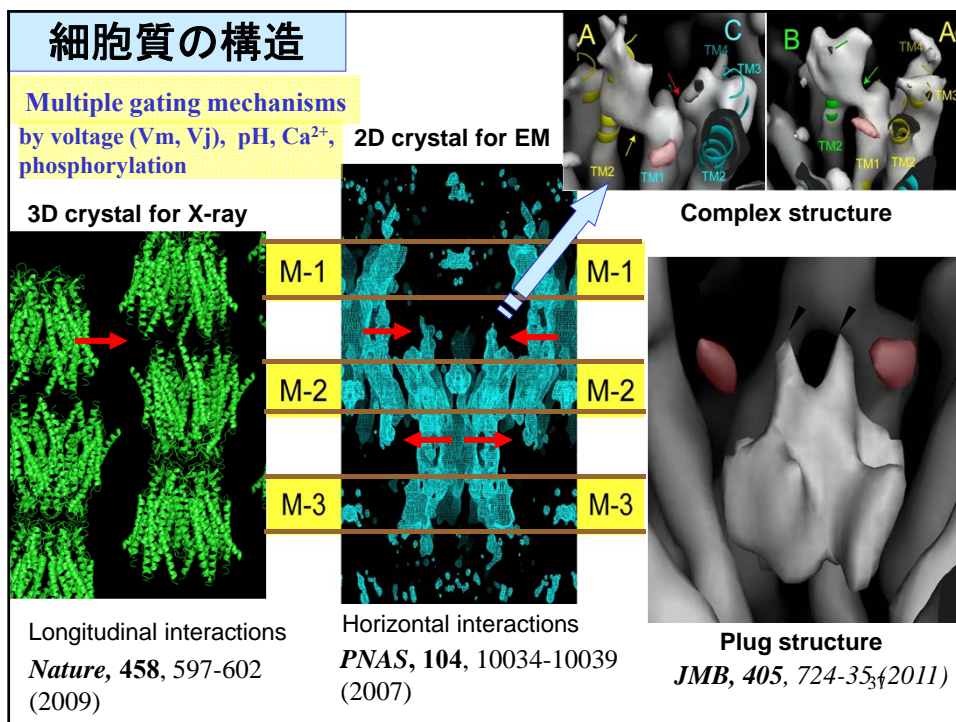 細胞質の構造
Multiple gating mechanisms
by voltage (Vm, Vj), pH, Ca²⁺,
phosphorylation
2D crystal for EM
3D crystal for X-ray
A
C
TM4
TM3
TM2
TM1
TM2
B
A
TM4
TM3
TM2
TM1
TM2
Complex structure
M-1
M-1
M-2
M-2
M-3
M-3
Longitudinal interactions
Nature, 458, 597-602
(2009)
Horizontal interactions
PNAS, 104, 10034-10039
(2007)
Plug structure
JMB, 405, 724-35 (2011)